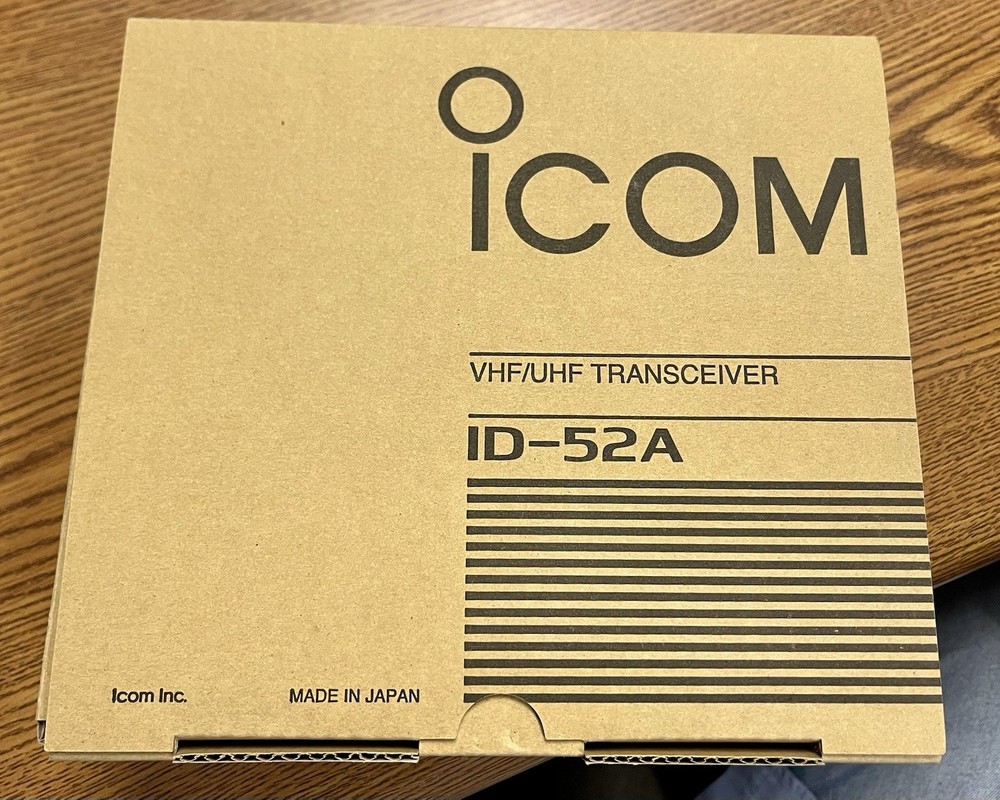 ICOM
VHF/UHF TRANSCEIVER
ID-52A
Icom Inc. MADE IN JAPAN